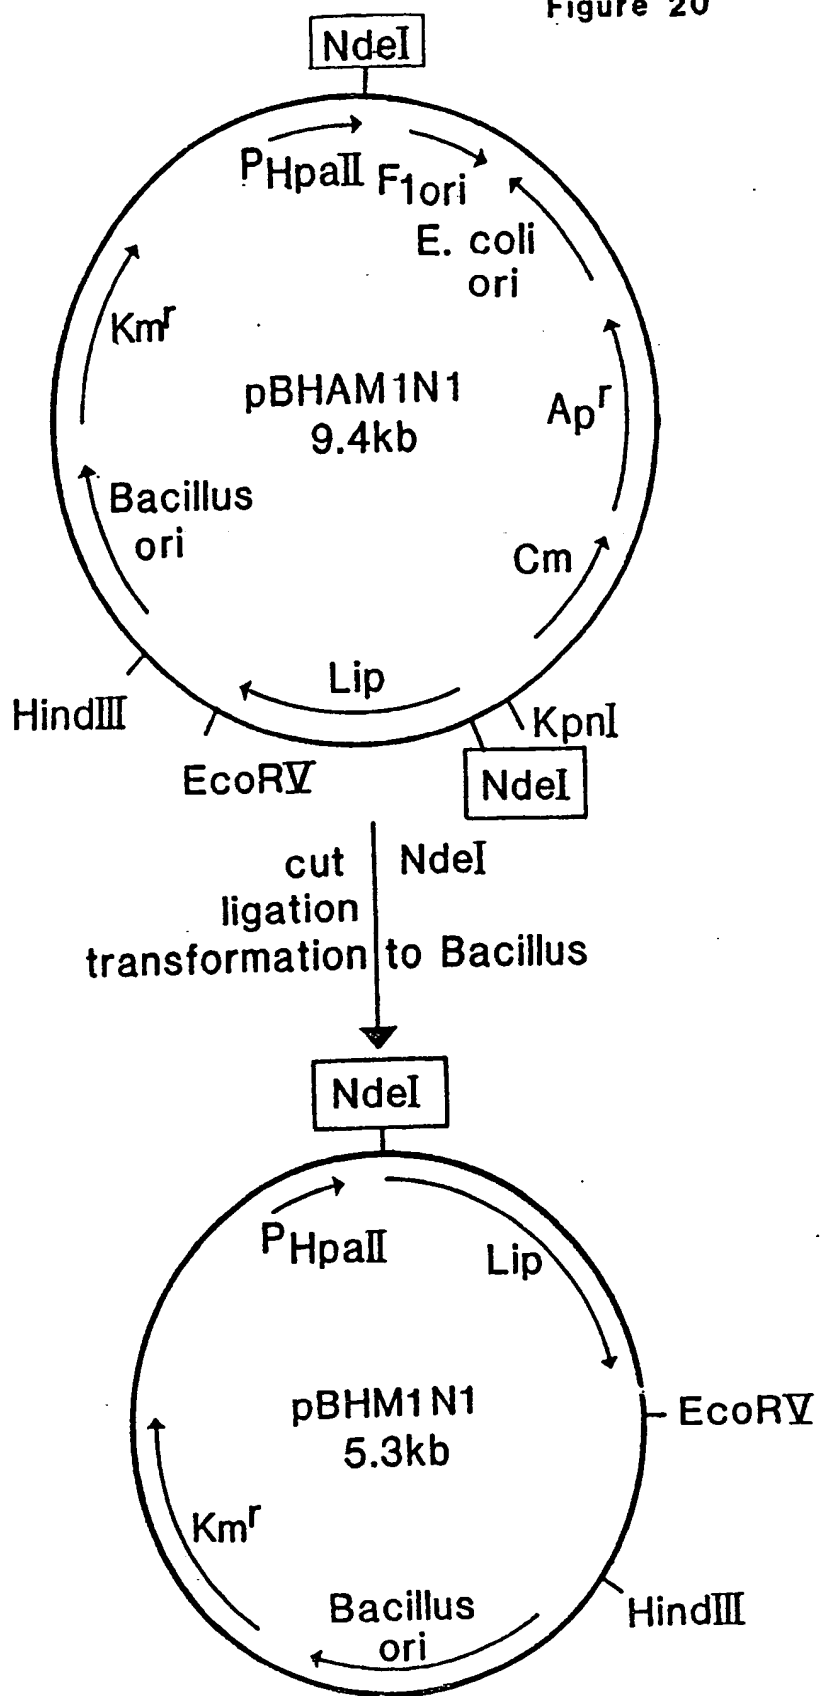 Figure 20
NdeI
PHpaII
F1ori
E. coli
ori
Kmr
pBHAM1N1
9.4kb
Apr
Bacillus
ori
Cm
Lip
HindIII
KpnI
EcoRV
NdeI
cut NdeI
ligation
transformation to Bacillus
NdeI
PHpaII
Lip
pBHM1N1
5.3kb
EcoRV
Kmr
HindIII
Bacillus
ori